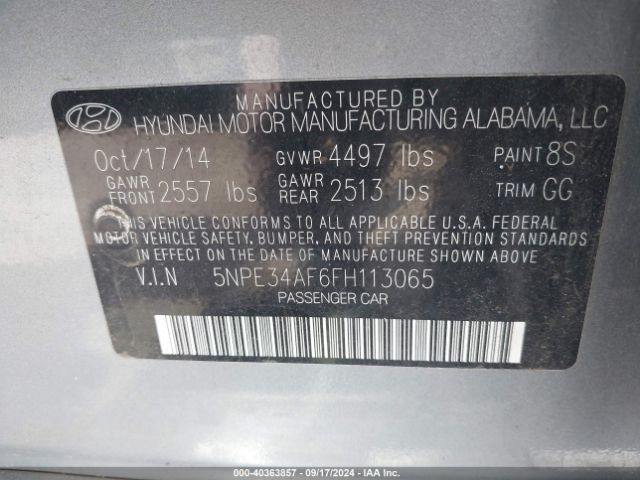 MANUFACTURED BY
HYUNDAI MOTOR MANUFACTURING ALABAMA, LLC
Oct/17/14 GVWR 4497 lbs PAINT 8S
GAWR FRONT 2557 lbs GAWR REAR 2513 lbs TRIM GG
THIS VEHICLE CONFORMS TO ALL APPLICABLE U.S.A. FEDERAL
MOTOR VEHICLE SAFETY, BUMPER, AND THEFT PREVENTION STANDARDS
IN EFFECT ON THE DATE OF MANUFACTURE SHOWN ABOVE
V.I.N 5NPE34AF6FH113065
PASSENGER CAR
© IAA - 40363857 - 09/17/2024 - IAAI.COM